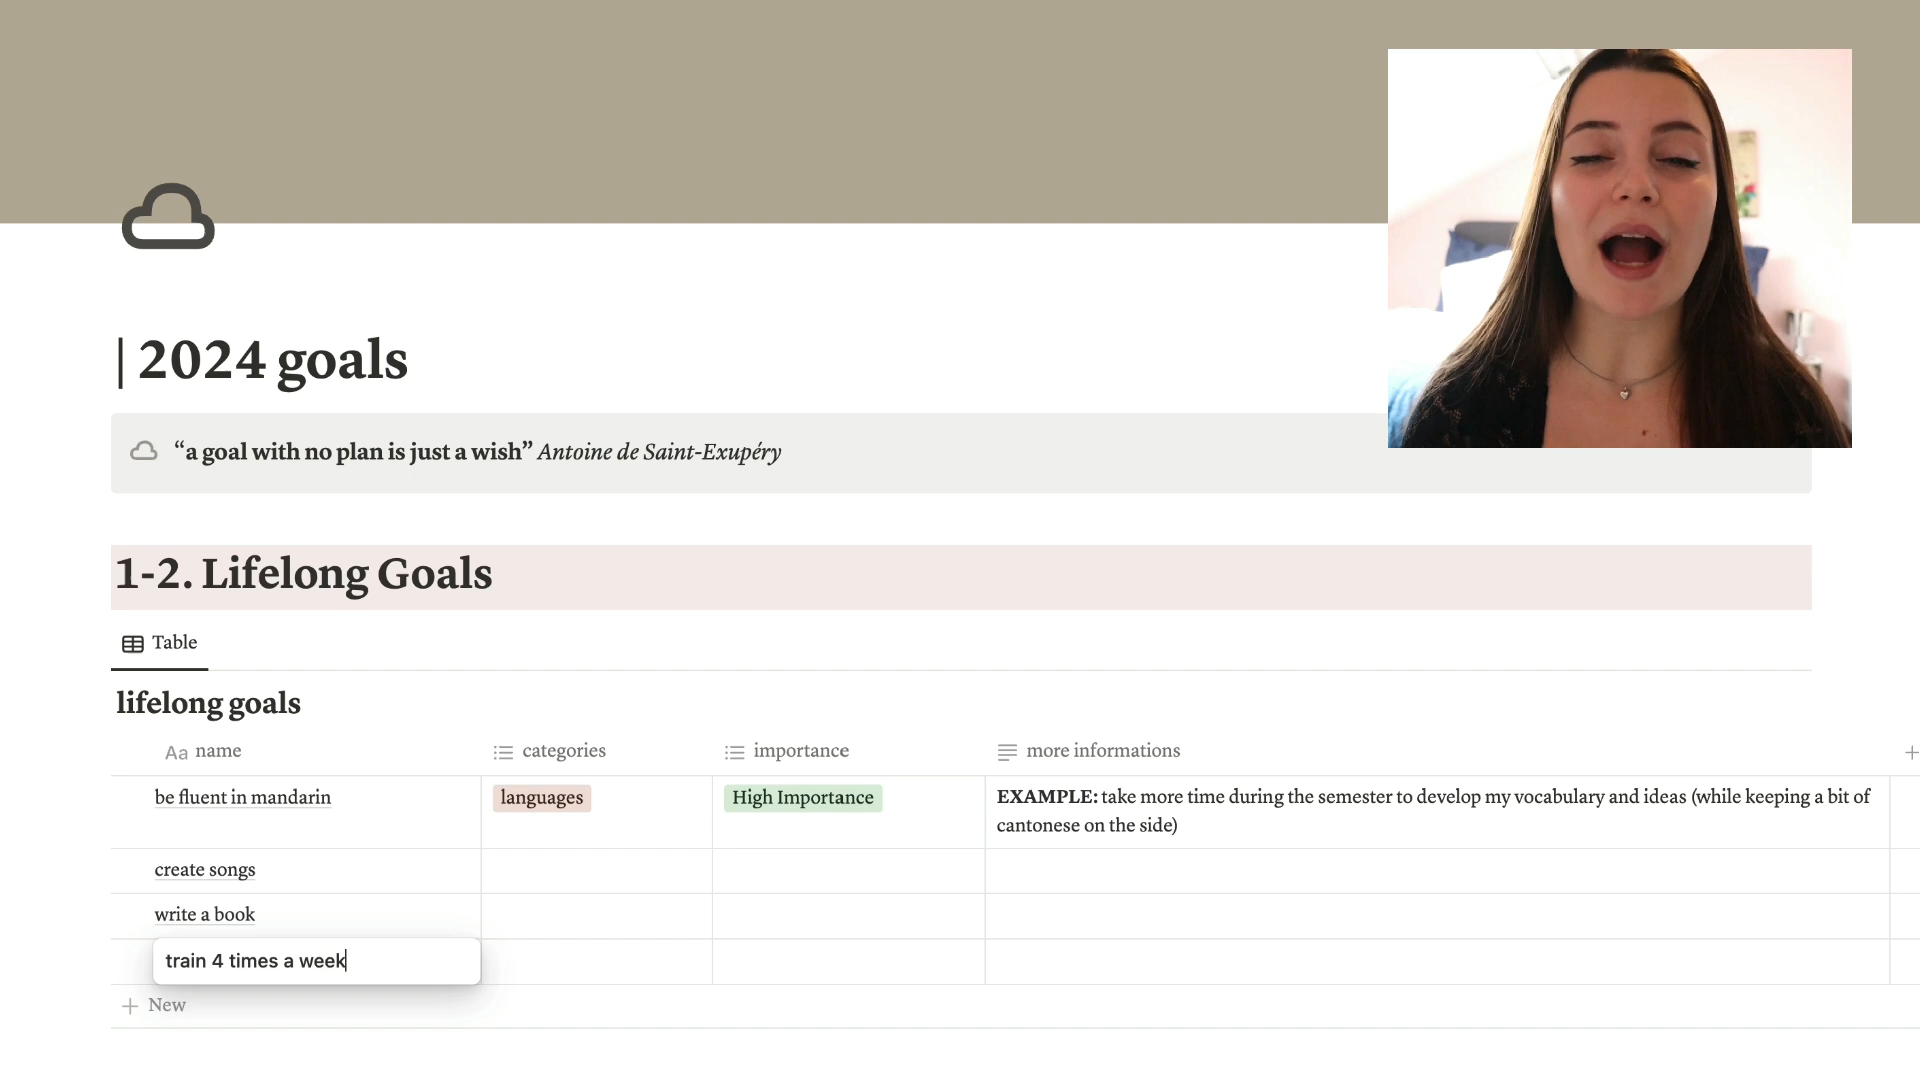 | 2024 goals
“a goal with no plan is just a wish” Antoine de Saint-Exupéry
1-2. Lifelong Goals
Table
lifelong goals
Aa name categories importance more informations
be fluent in mandarin languages High Importance EXAMPLE: take more time during the semester to develop my vocabulary and ideas (while keeping a bit of
cantonese on the side)
create songs
write a book
train 4 times a week
+ New